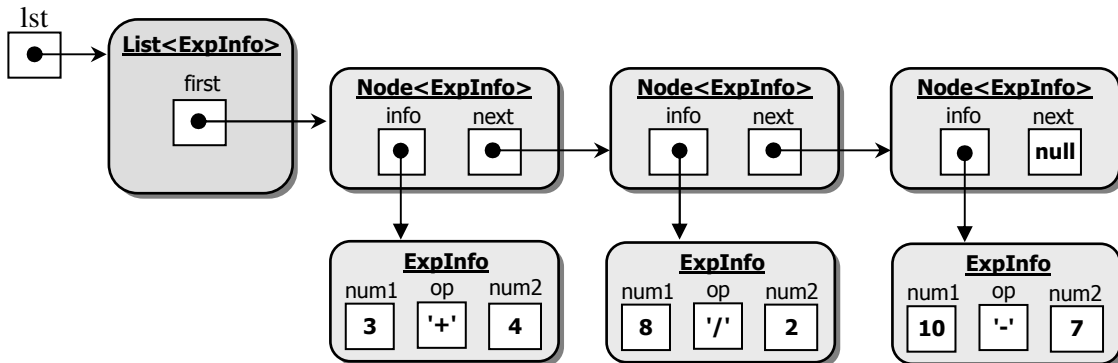 lst
List<ExpInfo>
first
Node<ExpInfo>
info next
Node<ExpInfo>
info next
Node<ExpInfo>
info next
null
ExpInfo
num1 op num2
3 '+' 4
ExpInfo
num1 op num2
8 '/' 2
ExpInfo
num1 op num2
10 '-' 7